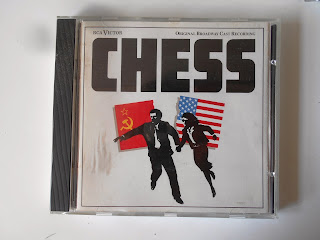 RCA VICTOR
ORIGINAL BROADWAY CAST RECORDING
CHESS